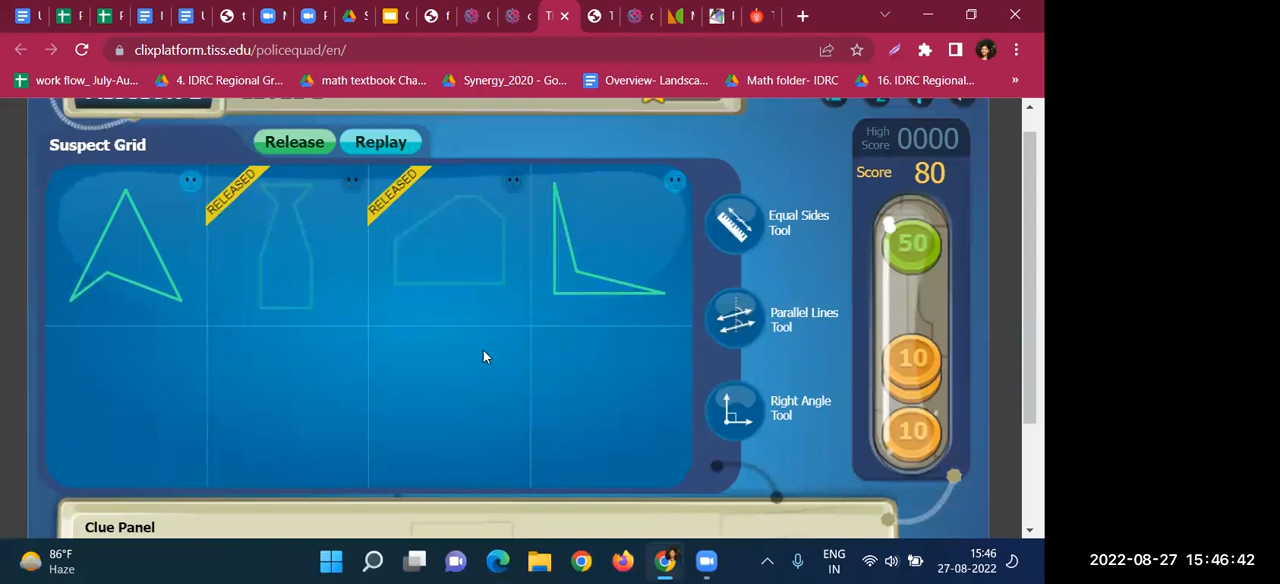 clixplatform.tiss.edu/policequad/en/
work flow_July-Au...
4. IDRC Regional Gr...
math textbook Cha...
Synergy_2020 - Go...
Overview- Landsca...
Math folder- IDRC
16. IDRC Regional...
»
Suspect Grid
Release
Replay
High Score 0000
Score 80
RELEASED
RELEASED
Equal Sides
Tool
Parallel Lines
Tool
Right Angle
Tool
50
10
10
Clue Panel
86°F
Haze
ENG
IN
15:46
27-08-2022
2022-08-27 15:46:42